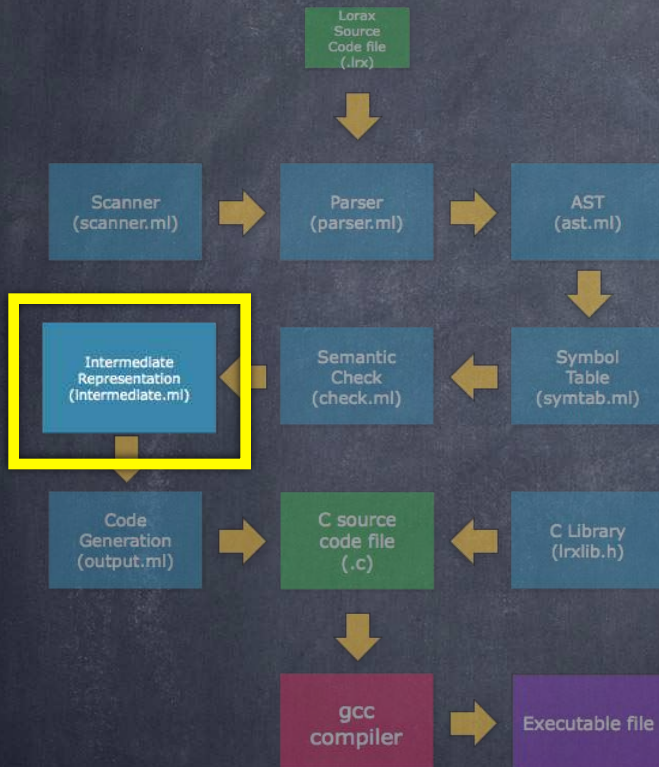 Lorax
Source
Code file
(.lrx)
Scanner
(scanner.ml)
Parser
(parser.ml)
AST
(ast.ml)
Intermediate
Representation
(intermediate.ml)
Semantic
Check
(check.ml)
Symbol
Table
(symtab.ml)
Code
Generation
(output.ml)
C source
code file
(.c)
C Library
(lrxlib.h)
gcc
compiler
Executable file